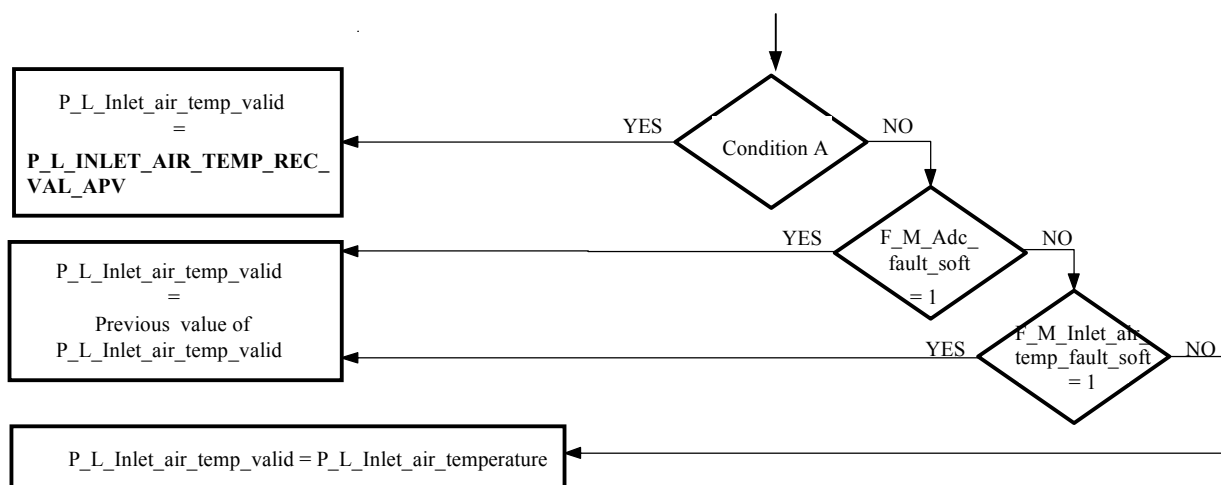 P_L_Inlet_air_temp_valid
=
P_L_INLET_AIR_TEMP_REC_
VAL_APV
YES
Condition A
NO
P_L_Inlet_air_temp_valid
=
Previous value of
P_L_Inlet_air_temp_valid
YES
F_M_Adc_
fault_soft
= 1
NO
YES
F_M_Inlet_air_
temp_fault_soft
= 1
NO
P_L_Inlet_air_temp_valid = P_L_Inlet_air_temperature